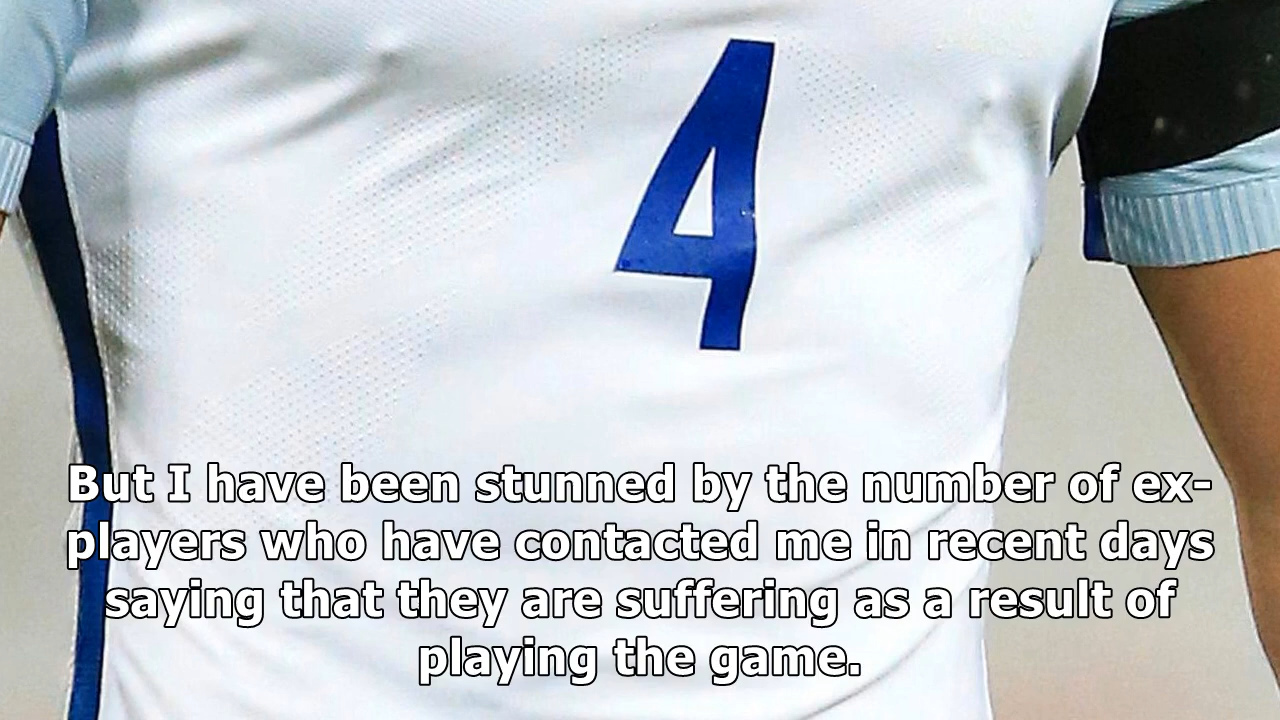 4
But I have been stunned by the number of ex-
players who have contacted me in recent days
saying that they are suffering as a result of
playing the game.